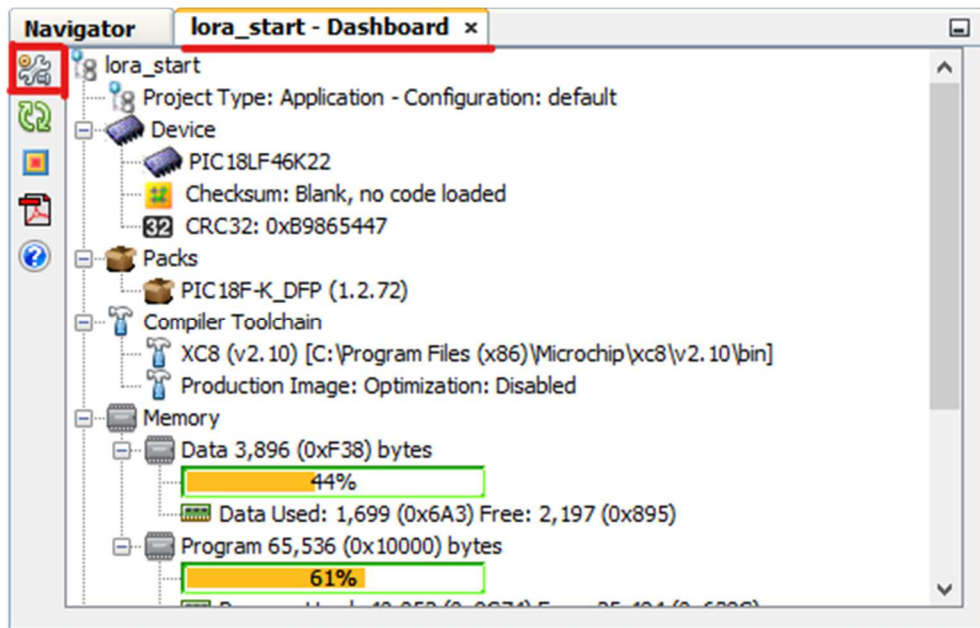 Navigator lora_start - Dashboard ×
lora_start
Project Type: Application - Configuration: default
Device
PIC18LF46K22
Checksum: Blank, no code loaded
32 CRC32: 0xB9865447
Packs
PIC18F-K_DFP (1.2.72)
Compiler Toolchain
XC8 (v2.10) [C:\Program Files (x86)\Microchip\xc8\v2.10\bin]
Production Image: Optimization: Disabled
Memory
Data 3,896 (0xF38) bytes
44%
Data Used: 1,699 (0x6A3) Free: 2,197 (0x895)
Program 65,536 (0x10000) bytes
61%